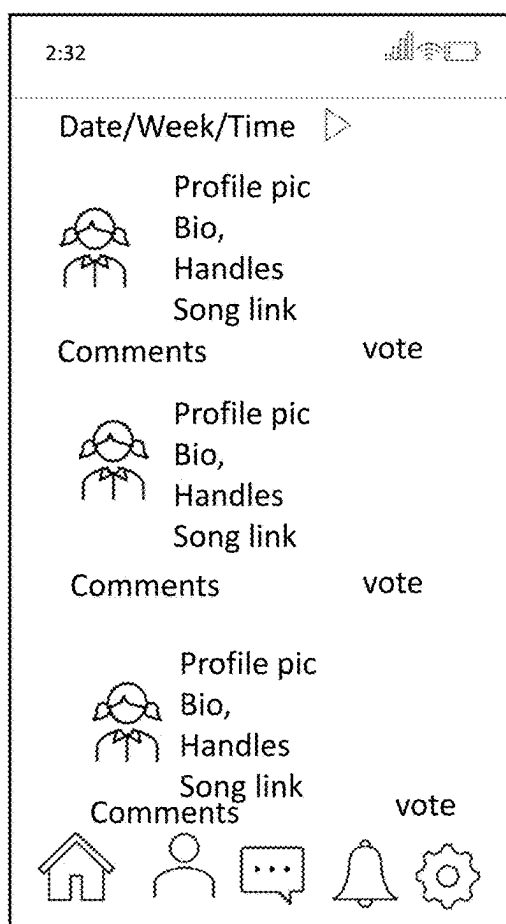 2:32
Date/Week/Time
Profile pic
Bio,
Handles
Song link
Comments vote
Profile pic
Bio,
Handles
Song link
Comments vote
Profile pic
Bio,
Handles
Song link
Comments vote